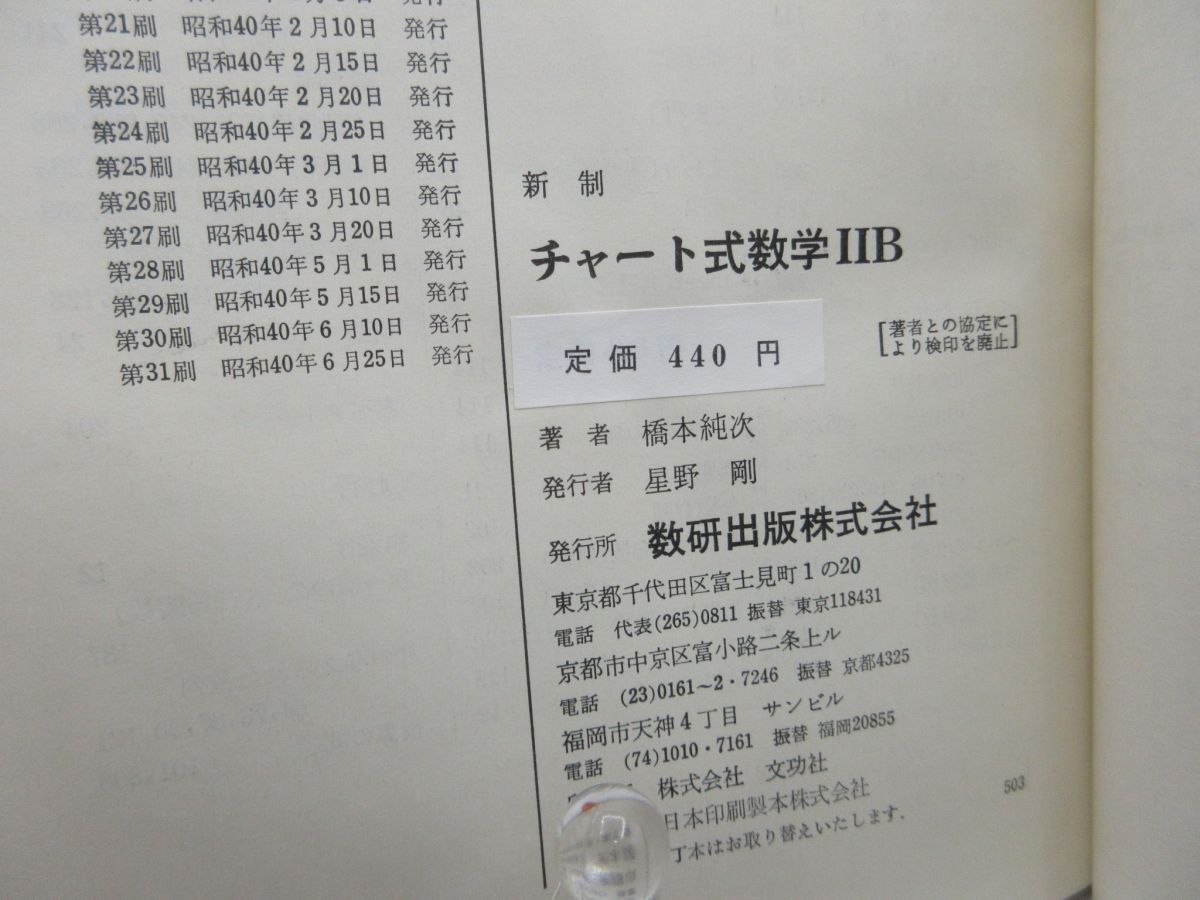 第21刷 昭和40年2月10日 発行
第22刷 昭和40年2月15日 発行
第23刷 昭和40年2月20日 発行
第24刷 昭和40年2月25日 発行
第25刷 昭和40年3月1日 発行
第26刷 昭和40年3月10日 発行
第27刷 昭和40年3月20日 発行
第28刷 昭和40年5月1日 発行
第29刷 昭和40年5月15日 発行
第30刷 昭和40年6月10日 発行
第31刷 昭和40年6月25日 発行
新制
チャート式数学IIB
定価 440 円
[著者との協定に
より検印を廃止]
著者 橋本純次
発行者 星野 剛
発行所 数研出版株式会社
東京都千代田区富士見町1の20
電話 代表(265)0811 振替 東京118431
京都市中京区富小路二条上ル
電話 (23)0161~2・7246 振替 京都4325
福岡市天神4丁目 サンビル
電話 (74)1010・7161 振替 福岡20855
株式会社 文功社
日本印刷製本株式会社
丁本はお取り替えいたします.
503